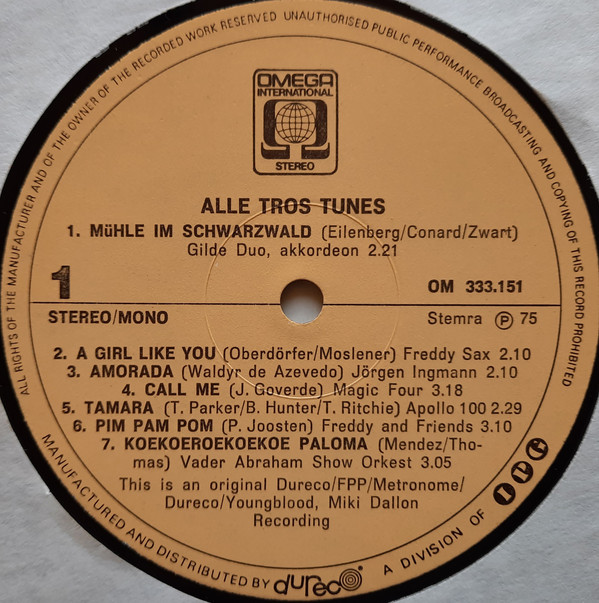 ALL RIGHTS OF THE MANUFACTURER AND OF THE OWNER OF THE RECORDED WORK RESERVED UNAUTHORISED PUBLIC PERFORMANCE BROADCASTING AND COPYING OF THIS RECORD PROHIBITED
OMEGA
INTERNATIONAL
STEREO
ALLE TROS TUNES
1. MüHLE IM SCHWARZWALD (Eilenberg/Conard/Zwart)
Gilde Duo, akkordeon 2.21
1
OM 333.151
STEREO/MONO
Stemra Ⓟ 75
2. A GIRL LIKE YOU (Oberdörfer/Moslener) Freddy Sax 2.10
3. AMORADA (Waldyr de Azevedo) Jörgen Ingmann 2.10
4. CALL ME (J. Goverde) Magic Four 3.18
5. TAMARA (T. Parker/B. Hunter/T. Ritchie) Apollo 100 2.29
6. PIM PAM POM (P. Joosten) Freddy and Friends 3.10
7. KOEKOEROEKOEKOE PALOMA (Mendez/Tho-
mas) Vader Abraham Show Orkest 3.05
This is an original Dureco/FPP/Metronome/
Dureco/Youngblood, Miki Dallon
Recording
MANUFACTURED AND DISTRIBUTED BY dureco A DIVISION OF